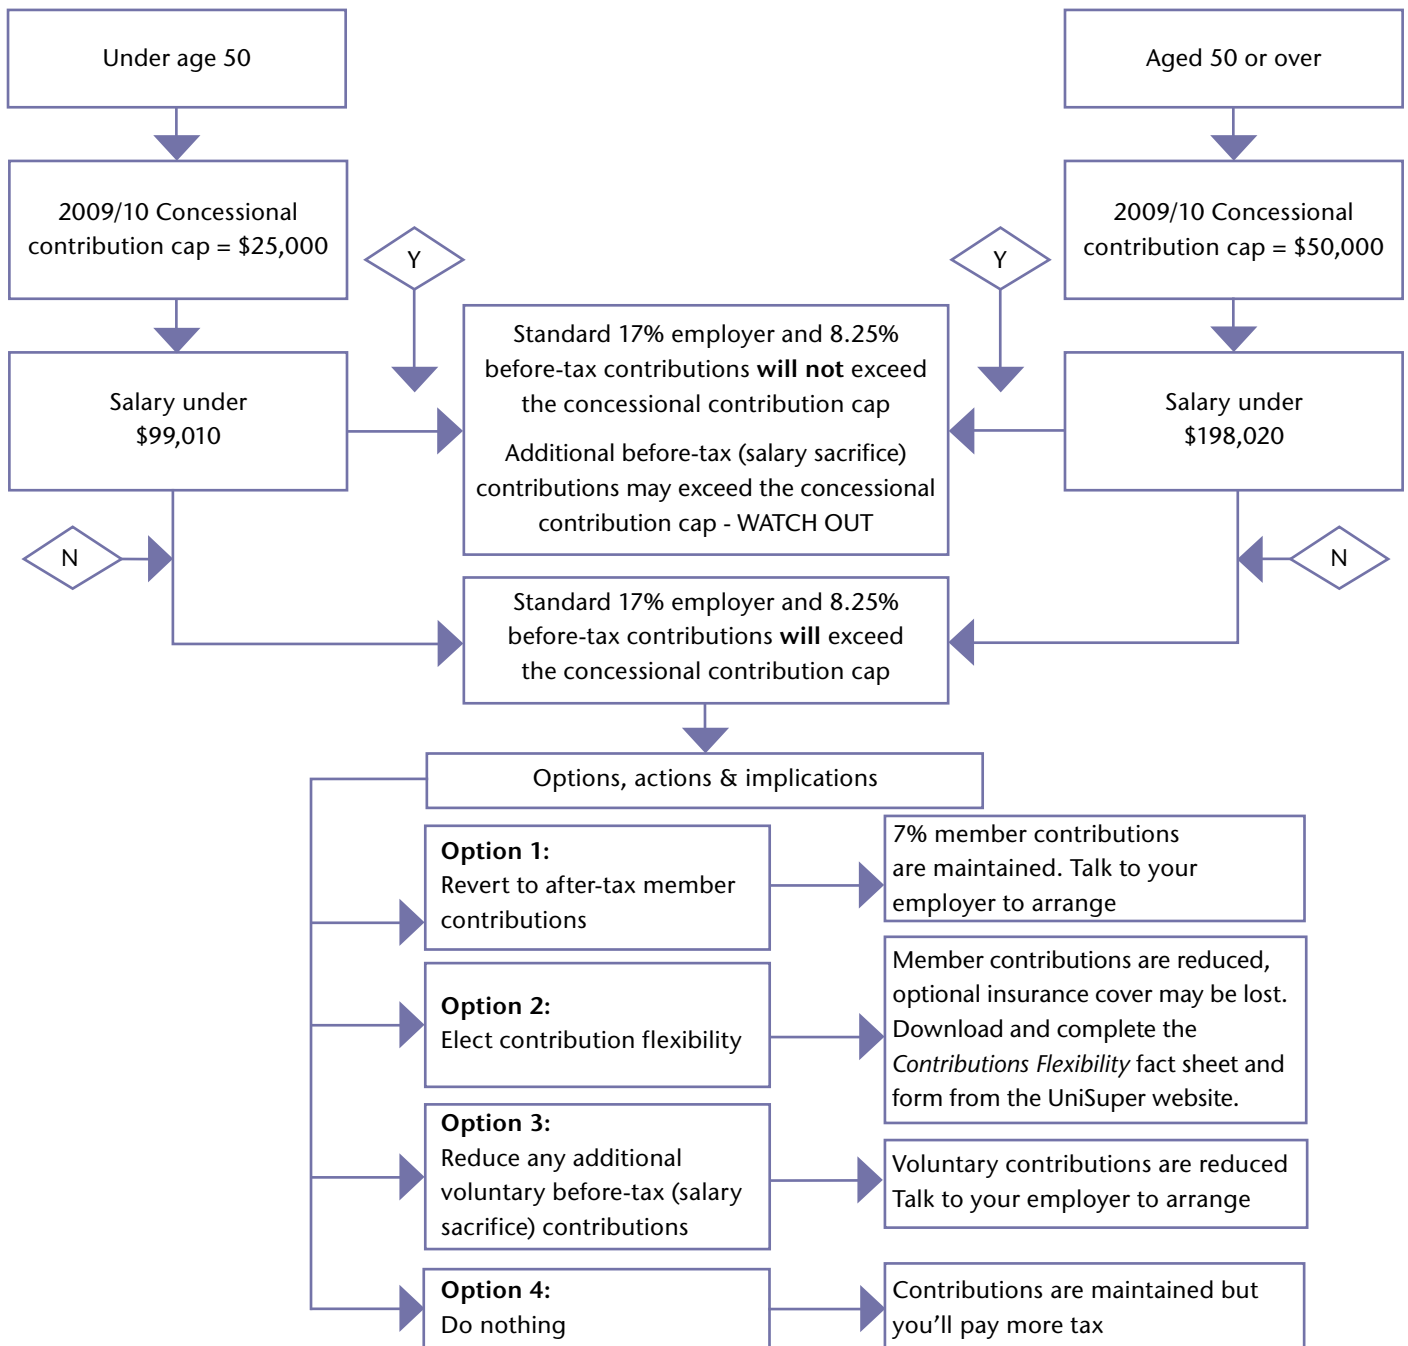 Under age 50
Aged 50 or over
2009/10 Concessional
contribution cap = $25,000
2009/10 Concessional
contribution cap = $50,000
Y
Y
Salary under
$99,010
Standard 17% employer and 8.25%
before-tax contributions will not exceed
the concessional contribution cap
Additional before-tax (salary sacrifice)
contributions may exceed the concessional
contribution cap - WATCH OUT
Salary under
$198,020
N
N
Standard 17% employer and 8.25%
before-tax contributions will exceed
the concessional contribution cap
Options, actions & implications
Option 1:
Revert to after-tax member
contributions
7% member contributions
are maintained. Talk to your
employer to arrange
Option 2:
Elect contribution flexibility
Member contributions are reduced,
optional insurance cover may be lost.
Download and complete the
Contributions Flexibility fact sheet and
form from the UniSuper website.
Option 3:
Reduce any additional
voluntary before-tax (salary
sacrifice) contributions
Voluntary contributions are reduced
Talk to your employer to arrange
Option 4:
Do nothing
Contributions are maintained but
you'll pay more tax